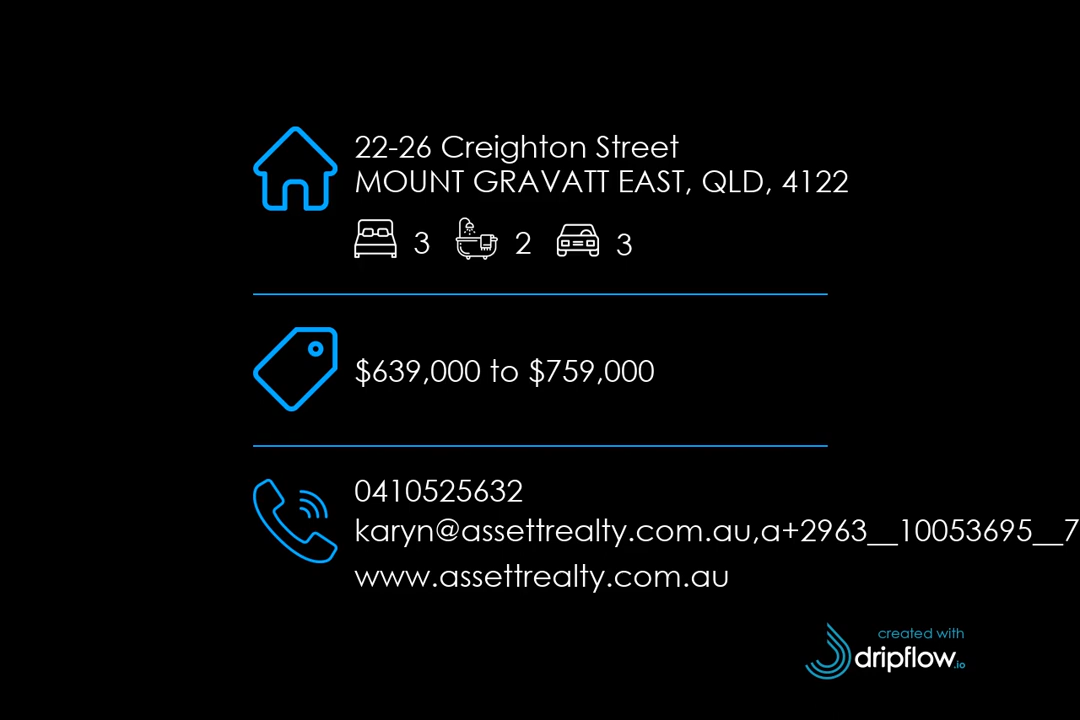 22-26 Creighton Street
MOUNT GRAVATT EAST, QLD, 4122
3 2 3
$639,000 to $759,000
0410525632
karyn@assettrealty.com.au,a+2963__10053695__7
www.assettrealty.com.au
created with
dripflow.io